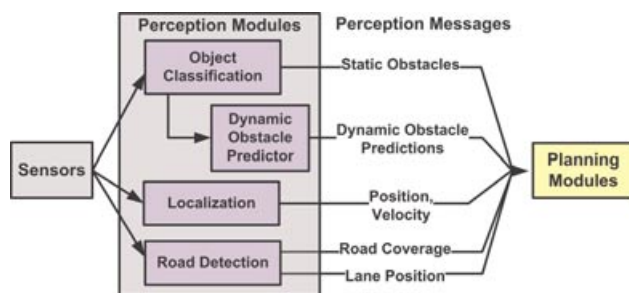 Perception Modules
Perception Messages
Object
Classification
Static Obstacles
Dynamic
Obstacle
Predictor
Dynamic Obstacle
Predictions
Sensors
Planning
Modules
Localization
Position,
Velocity
Road Detection
Road Coverage
Lane Position